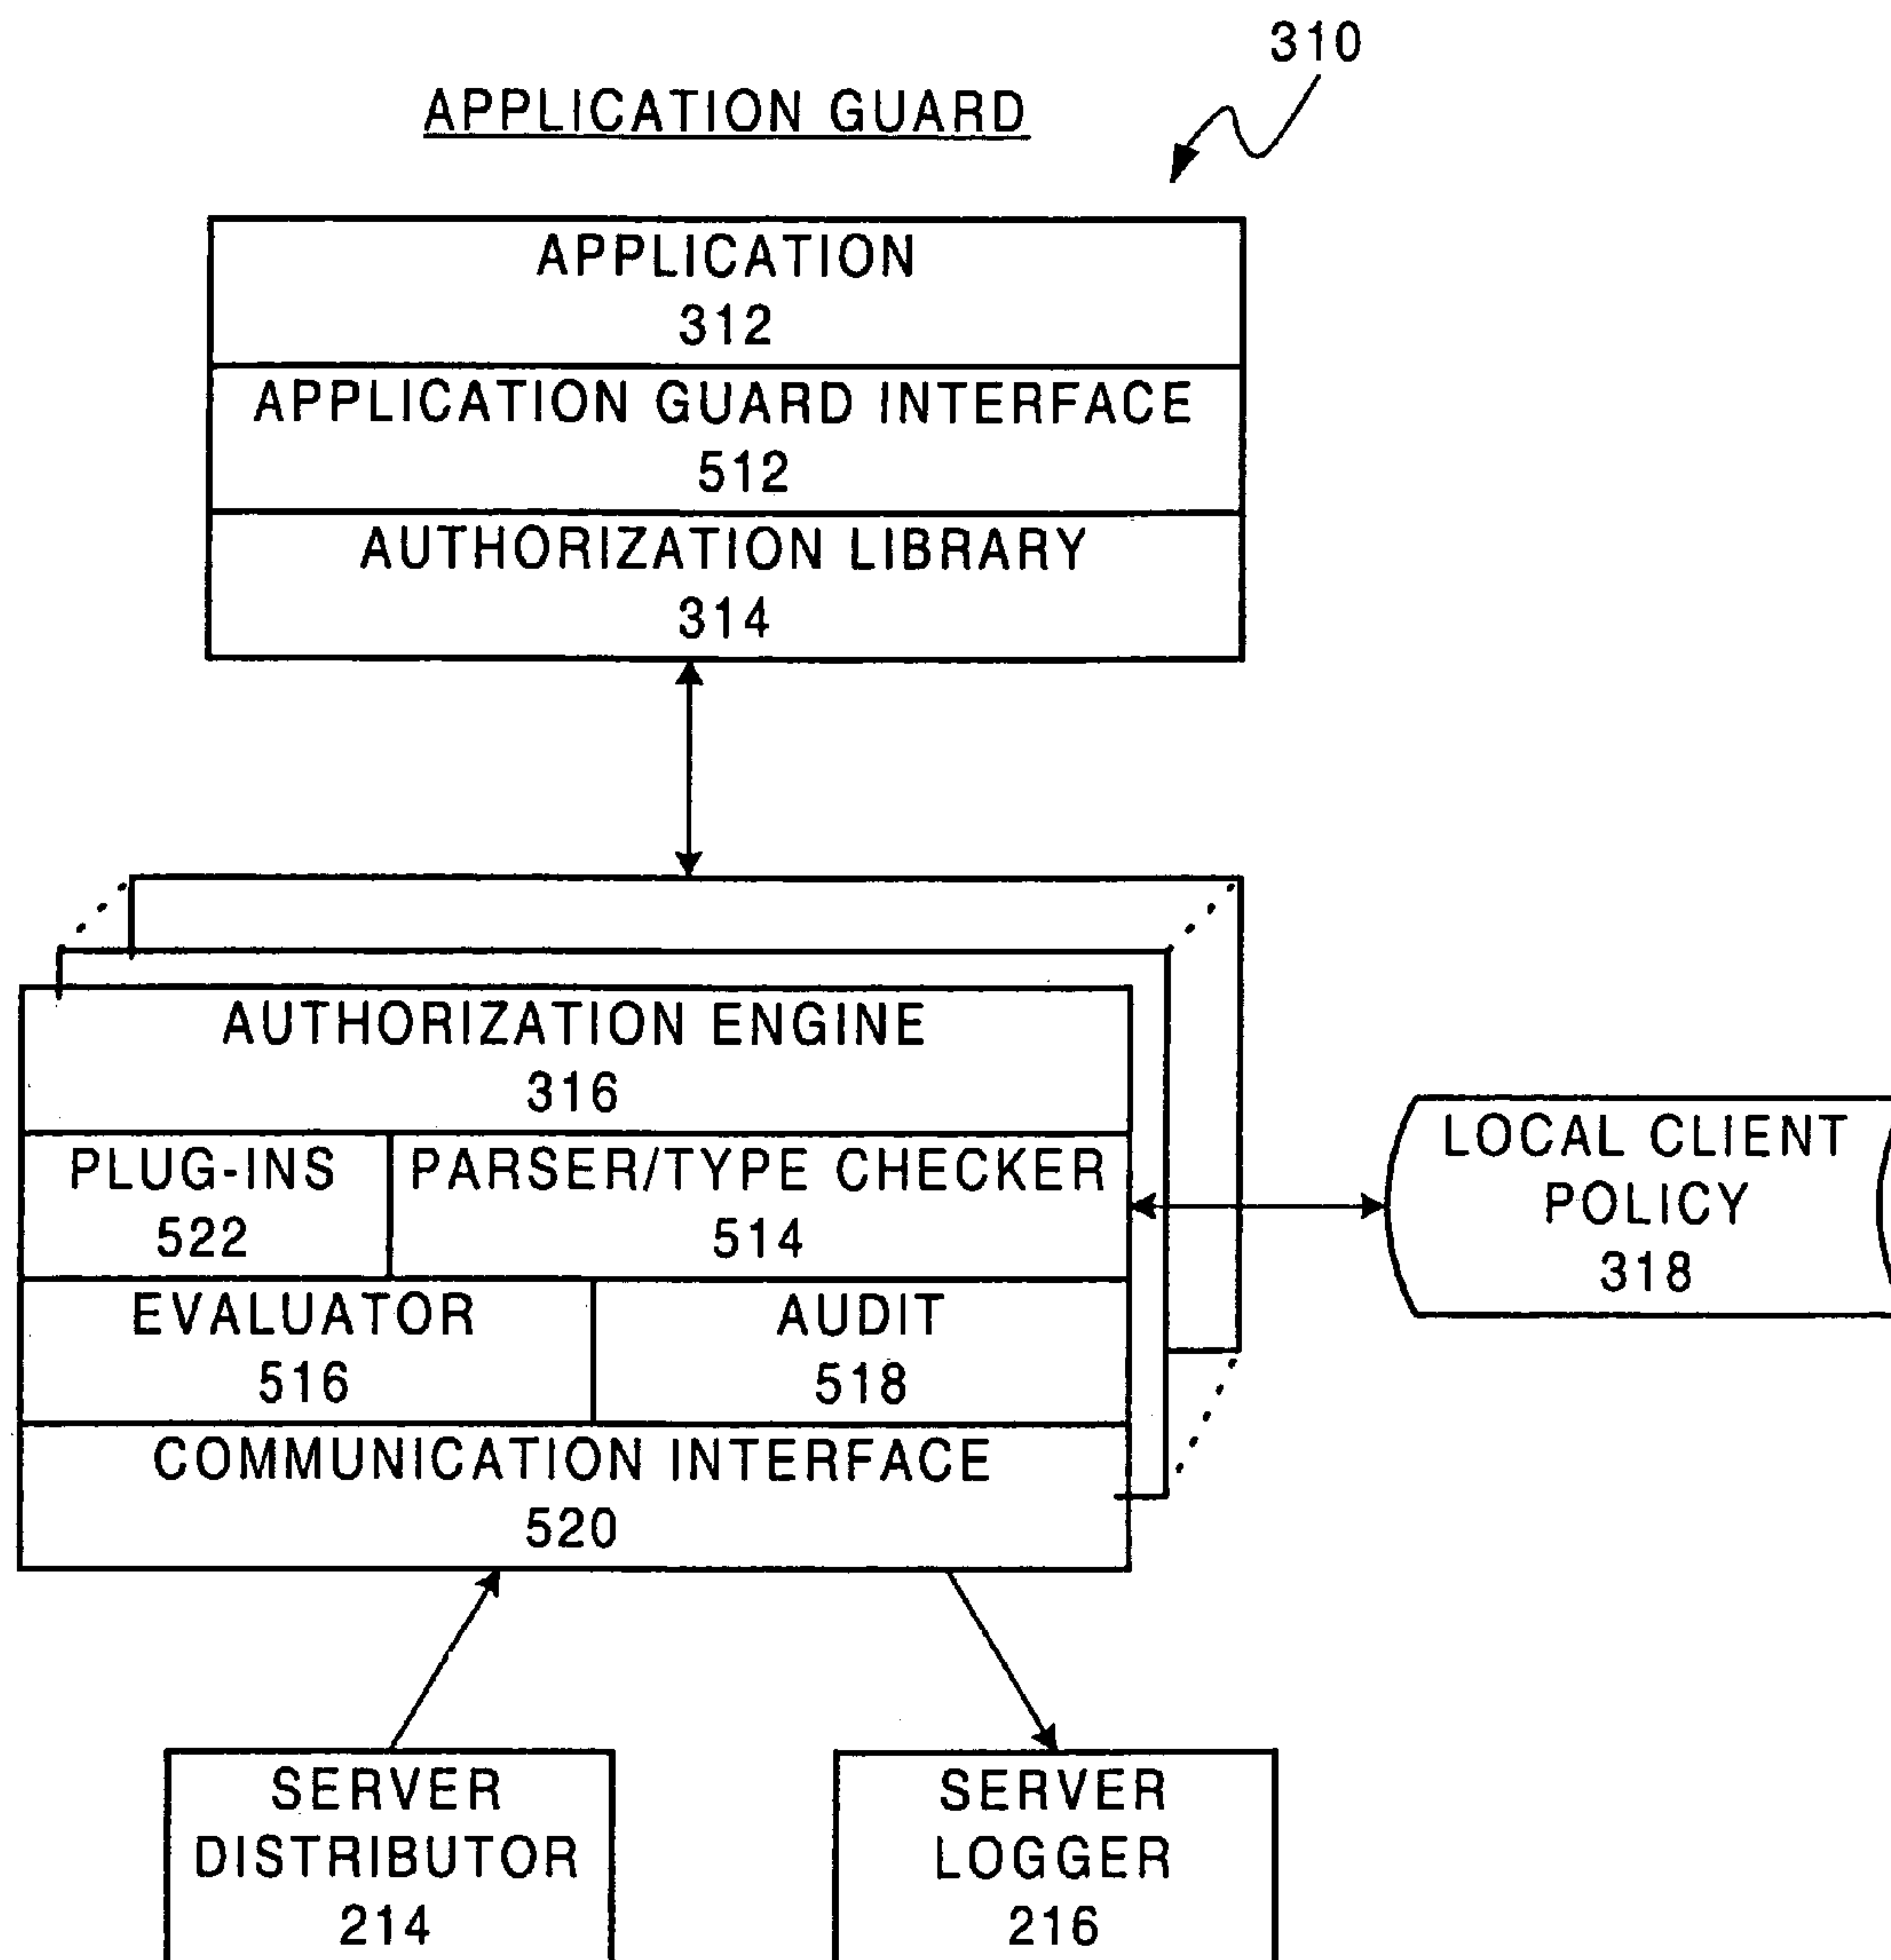 310
APPLICATION GUARD
APPLICATION
312
APPLICATION GUARD INTERFACE
512
AUTHORIZATION LIBRARY
314
AUTHORIZATION ENGINE
316
PLUG-INS
522
PARSER/TYPE CHECKER
514
LOCAL CLIENT
POLICY
318
EVALUATOR
516
AUDIT
518
COMMUNICATION INTERFACE
520
SERVER
DISTRIBUTOR
214
SERVER
LOGGER
216